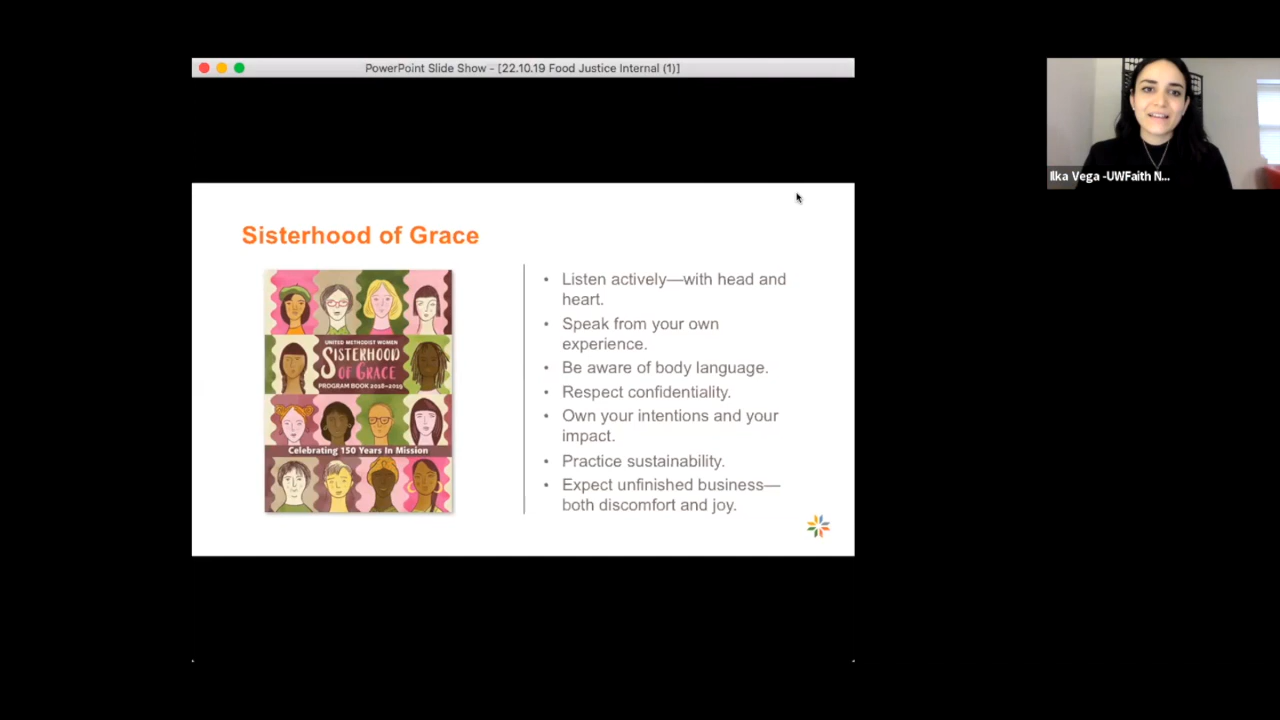 PowerPoint Slide Show - [22.10.19 Food Justice Internal (1)]
Ilka Vega -UWFaith N...
Sisterhood of Grace
UNITED METHODIST WOMEN
SISTERHOOD
OF GRACE
PROGRAM BOOK 2018–2019
Celebrating 150 Years In Mission
• Listen actively—with head and
heart.
• Speak from your own
experience.
• Be aware of body language.
• Respect confidentiality.
• Own your intentions and your
impact.
• Practice sustainability.
• Expect unfinished business—
both discomfort and joy.